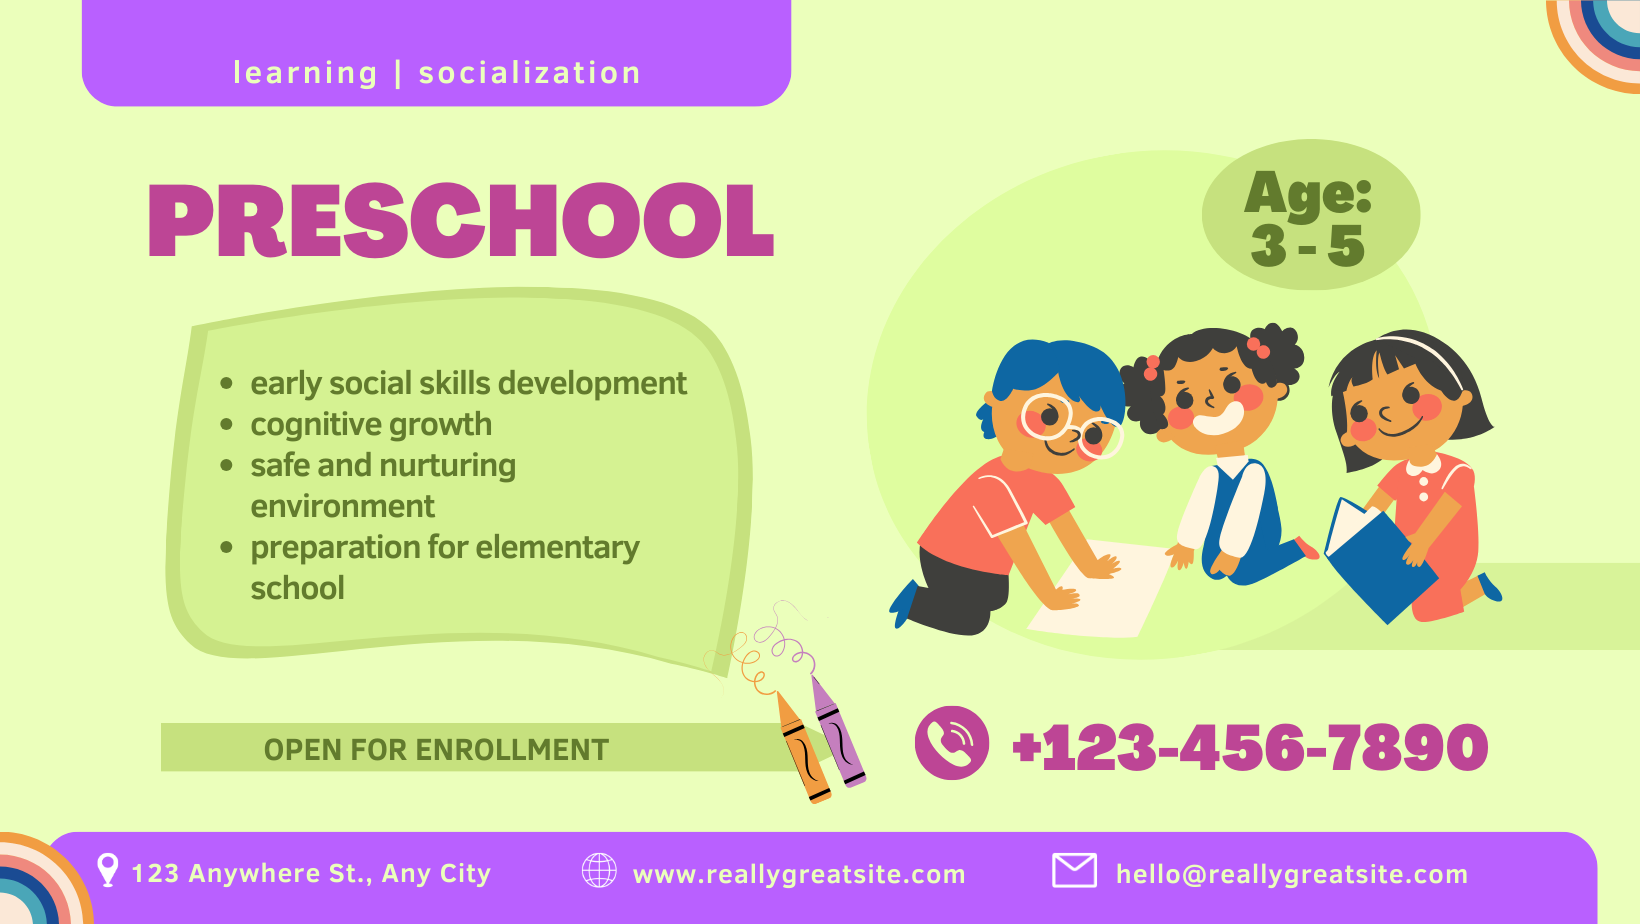 learning | socialization
PRESCHOOL
Age:
3 - 5
• early social skills development
• cognitive growth
• safe and nurturing
environment
• preparation for elementary
school
OPEN FOR ENROLLMENT
+123-456-7890
123 Anywhere St., Any City
www.reallygreatsite.com
hello@reallygreatsite.com